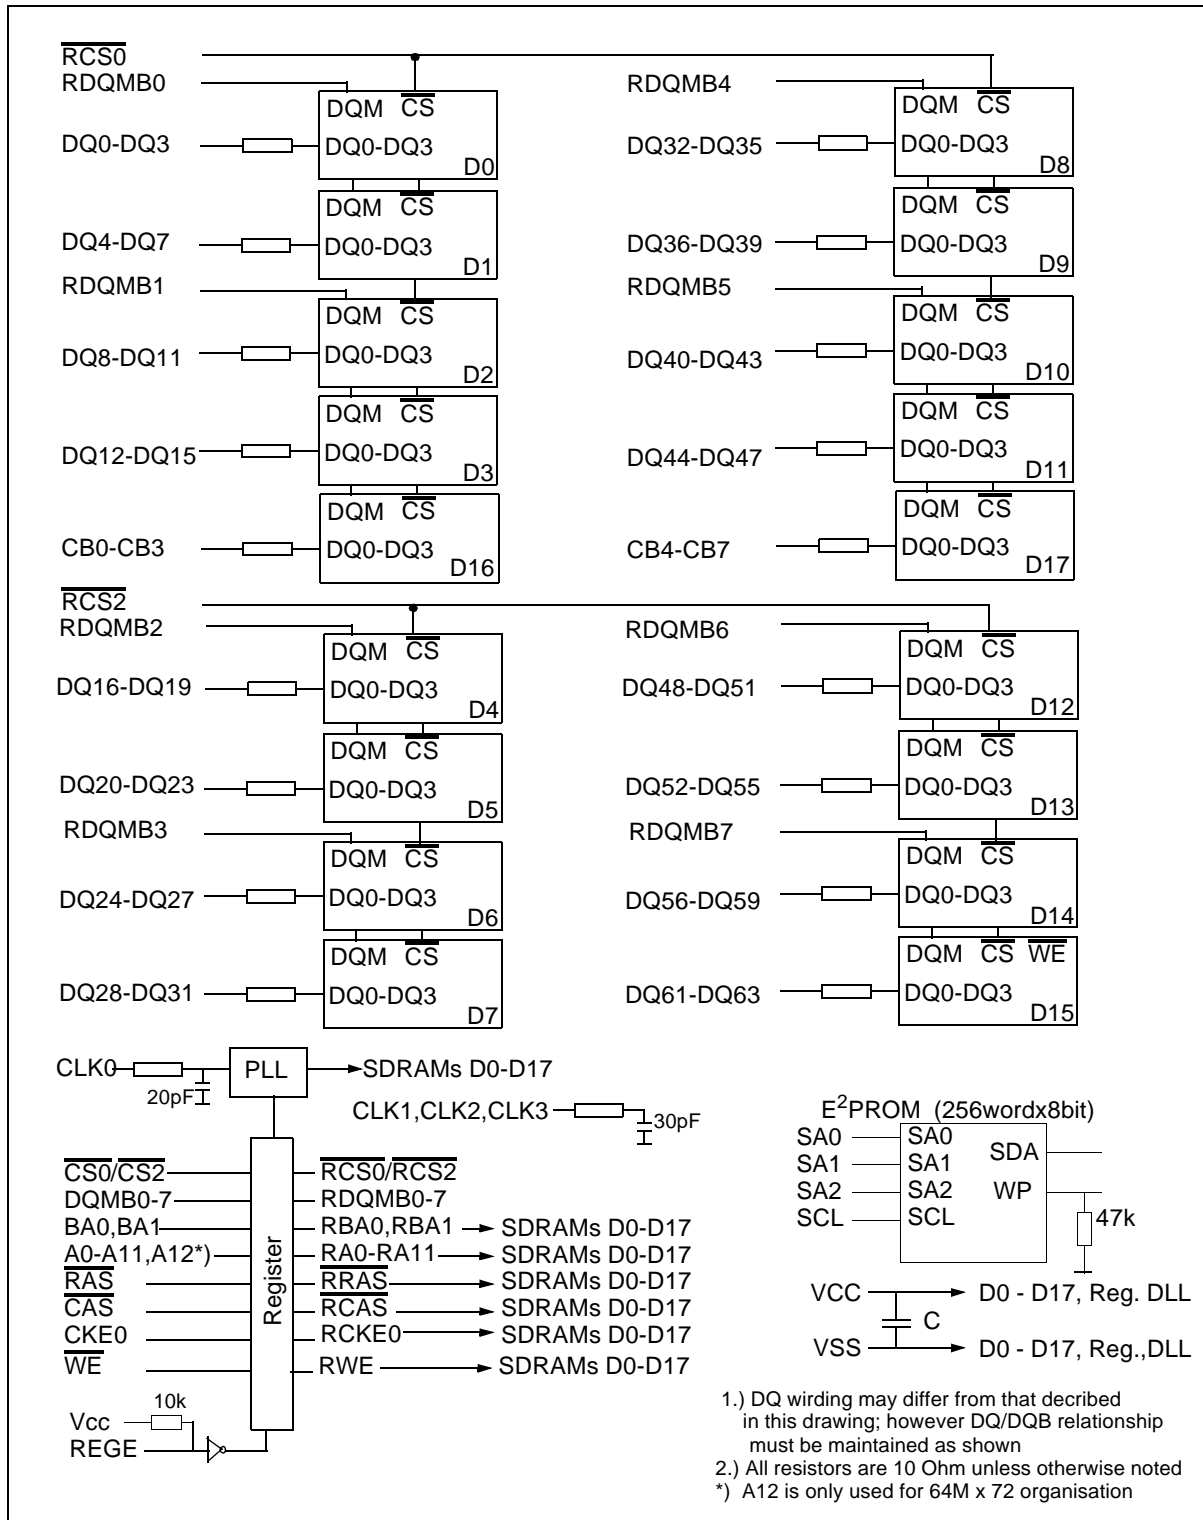 RCS0
RDQMB0
RDQMB4
DQM CS
DQ0-DQ3
D0
DQ0-DQ3
DQM CS
DQ0-DQ3
D8
DQ32-DQ35
DQM CS
DQ0-DQ3
D1
DQ4-DQ7
DQM CS
DQ0-DQ3
D9
DQ36-DQ39
RDQMB1
RDQMB5
DQM CS
DQ0-DQ3
D2
DQ8-DQ11
DQM CS
DQ0-DQ3
D10
DQ40-DQ43
DQM CS
DQ0-DQ3
D3
DQ12-DQ15
DQM CS
DQ0-DQ3
D11
DQ44-DQ47
DQM CS
DQ0-DQ3
D16
CB0-CB3
DQM CS
DQ0-DQ3
D17
CB4-CB7
RCS2
RDQMB2
RDQMB6
DQM CS
DQ0-DQ3
D4
DQ16-DQ19
DQM CS
DQ0-DQ3
D12
DQ48-DQ51
DQM CS
DQ0-DQ3
D5
DQ20-DQ23
DQM CS
DQ0-DQ3
D13
DQ52-DQ55
RDQMB3
RDQMB7
DQM CS
DQ0-DQ3
D6
DQ24-DQ27
DQM CS
DQ0-DQ3
D14
DQ56-DQ59
DQM CS
DQ0-DQ3
D7
DQ28-DQ31
DQM CS WE
DQ0-DQ3
D15
DQ61-DQ63
CLK0
PLL
SDRAMs D0-D17
20pF
CLK1,CLK2,CLK3
30pF
E2PROM (256wordx8bit)
SA0 SA0
SA1 SA1
SA2 SA2
SCL SCL
SDA
WP
47k
CS0/CS2 RCS0/RCS2
DQMB0-7 RDQMB0-7
BA0,BA1 RBA0,RBA1 SDRAMs D0-D17
A0-A11,A12*) RA0-RA11 SDRAMs D0-D17
RAS RRAS SDRAMs D0-D17
CAS RCAS SDRAMs D0-D17
CKE0 RCKE0 SDRAMs D0-D17
WE RWE SDRAMs D0-D17
Register
10k
Vcc
REGE
VCC D0 - D17, Reg. DLL
C
VSS D0 - D17, Reg.,DLL
1.) DQ wirding may differ from that decribed
in this drawing; however DQ/DQB relationship
must be maintained as shown
2.) All resistors are 10 Ohm unless otherwise noted
*) A12 is only used for 64M x 72 organisation